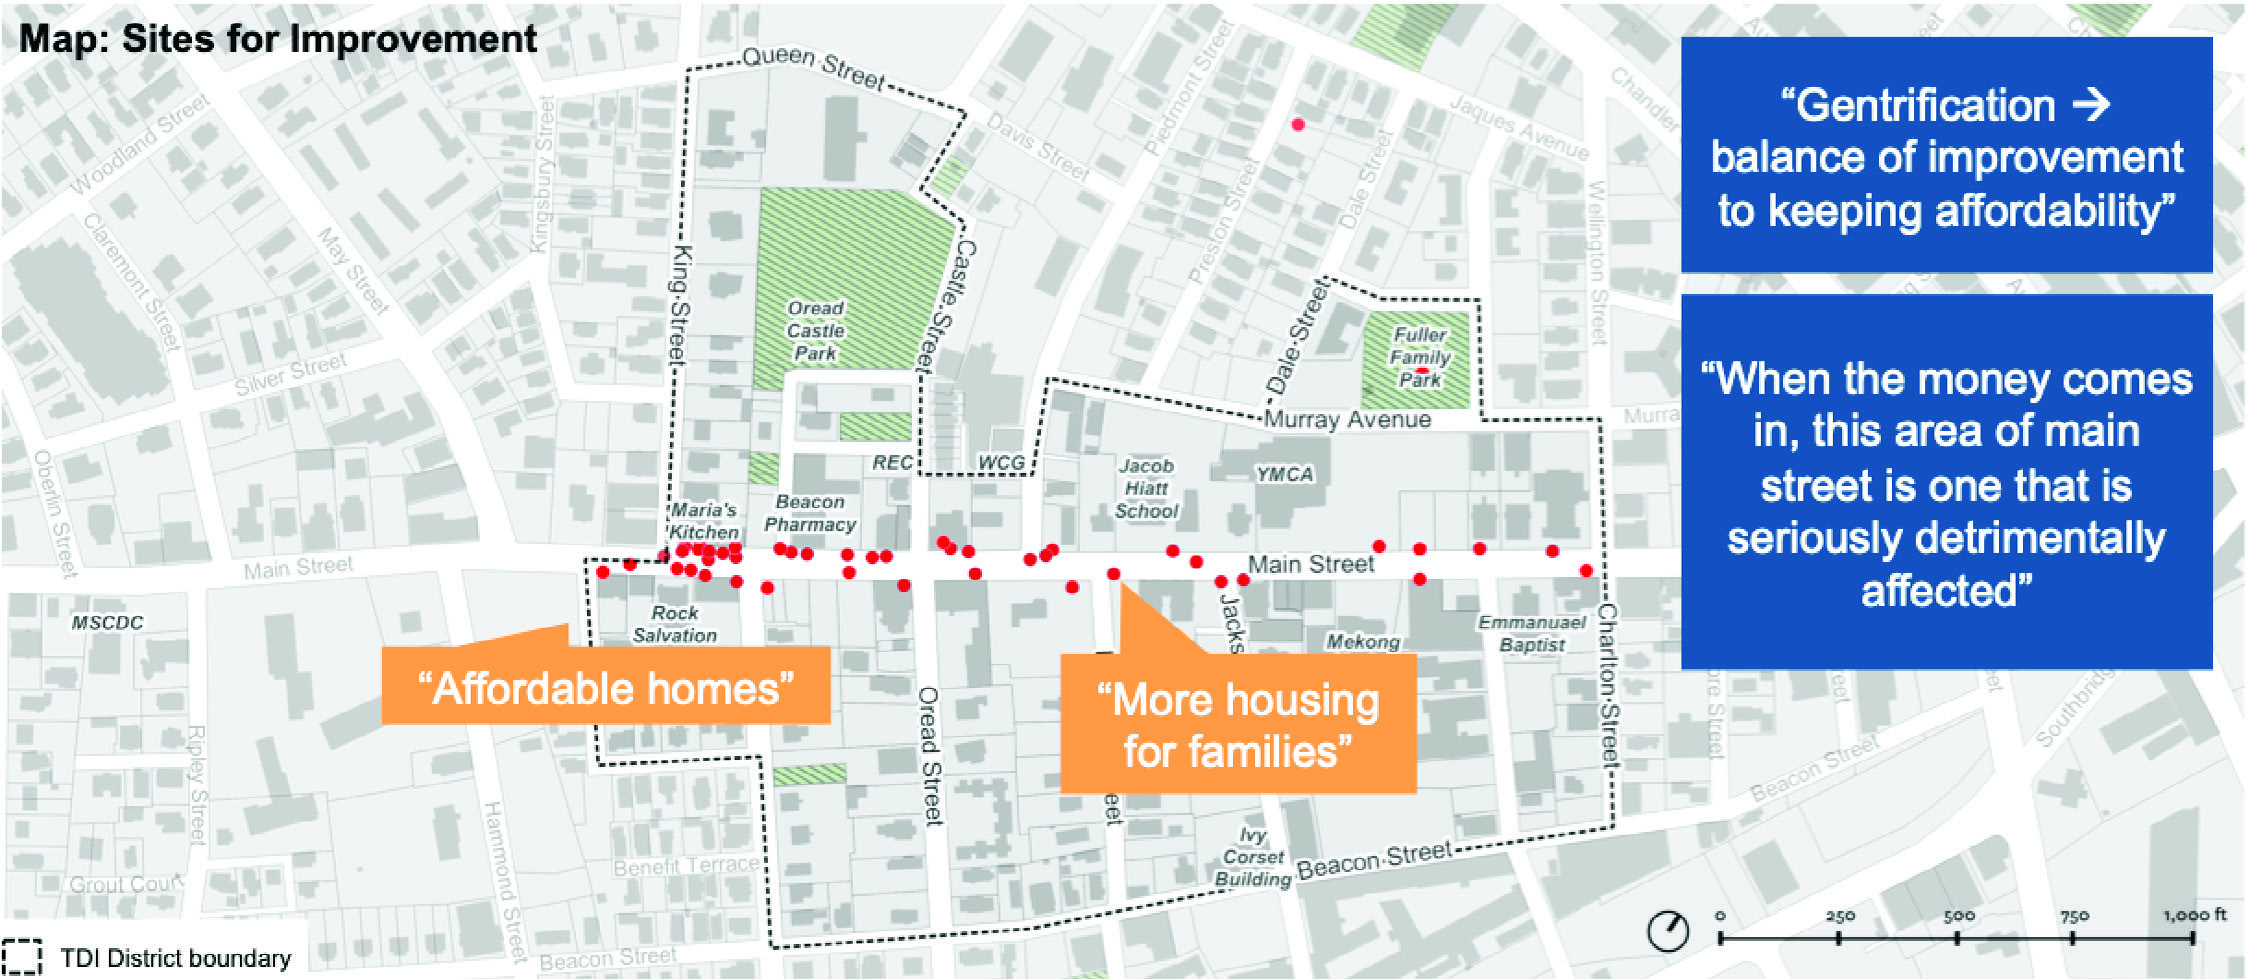 Map: Sites for Improvement
Queen Street
Davis Street
Piedmont Street
Preston Street
Dale Street
Jaques Avenue
Chandler
Wellington Street
Woodland Street
Kingsbury Street
Claremont Street
May Street
Silver Street
Oberlin Street
King Street
Castle Street
Oread
Castle
Park
Dale Street
Fuller
Family
Park
Murray Avenue
Murra
“Gentrification →
balance of improvement
to keeping affordability”
“When the money comes
in, this area of main
street is one that is
seriously detrimentally
affected”
REC
WCG
Jacob
Hiatt
School
YMCA
Maria's
Kitchen
Beacon
Pharmacy
Main Street
Main Street
MSCDC
Rock
Salvation
Jacks
Mekong
Emmanuael
Baptist
Charlton Street
“Affordable homes”
“More housing
for families”
Oread Street
eet
Ripley Street
Hammond Street
Benefit Terrace
Grout Court
Ivy
Corset
Building
Beacon Street
Beacon Street
Beacon Street
ore Street
Southbridg
0 250 500 750 1,000 ft
TDI District boundary